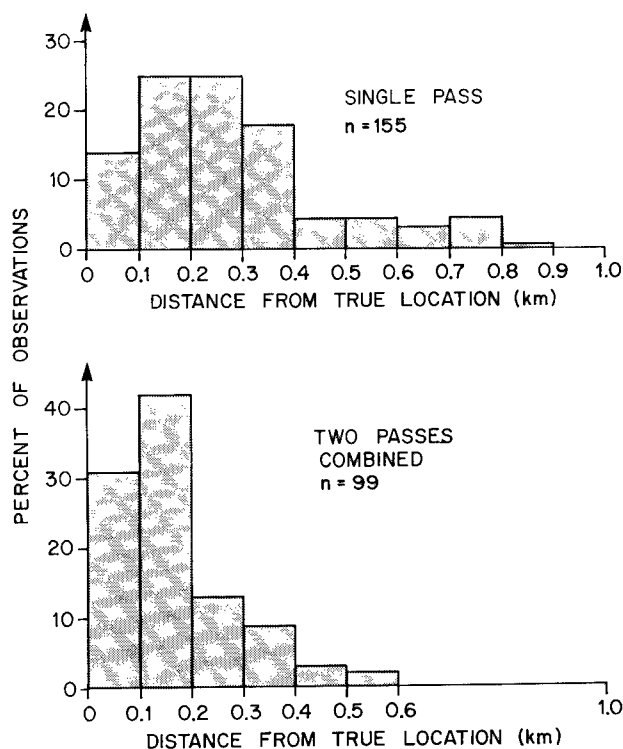 PERCENT OF OBSERVATIONS
30
20
10
0
SINGLE PASS
n = 155
0 0.1 0.2 0.3 0.4 0.5 0.6 0.7 0.8 0.9 1.0
DISTANCE FROM TRUE LOCATION (km)
40
30
20
10
0
TWO PASSES
COMBINED
n = 99
0 0.1 0.2 0.3 0.4 0.5 0.6 1.0
DISTANCE FROM TRUE LOCATION (km)